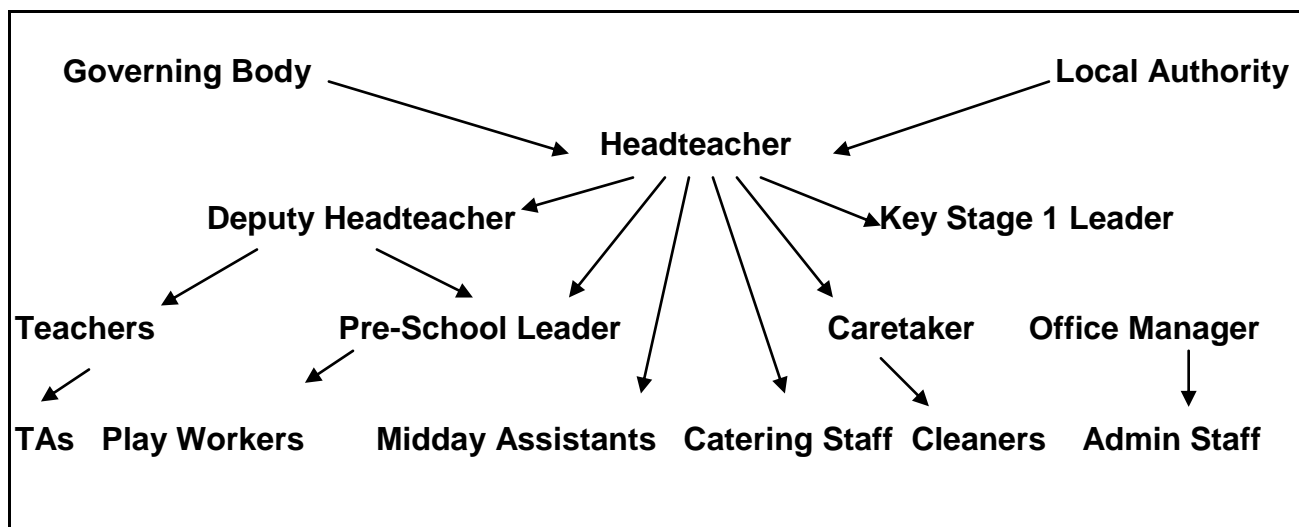 Governing Body Local Authority
Headteacher
Deputy Headteacher Key Stage 1 Leader
Teachers Pre-School Leader Caretaker Office Manager
TAs Play Workers Midday Assistants Catering Staff Cleaners Admin Staff